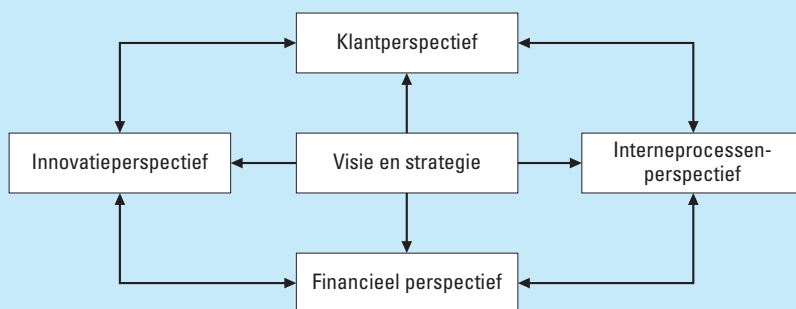 Klantperspectief
Innovatieperspectief
Visie en strategie
Interneprocessen-
perspectief
Financieel perspectief